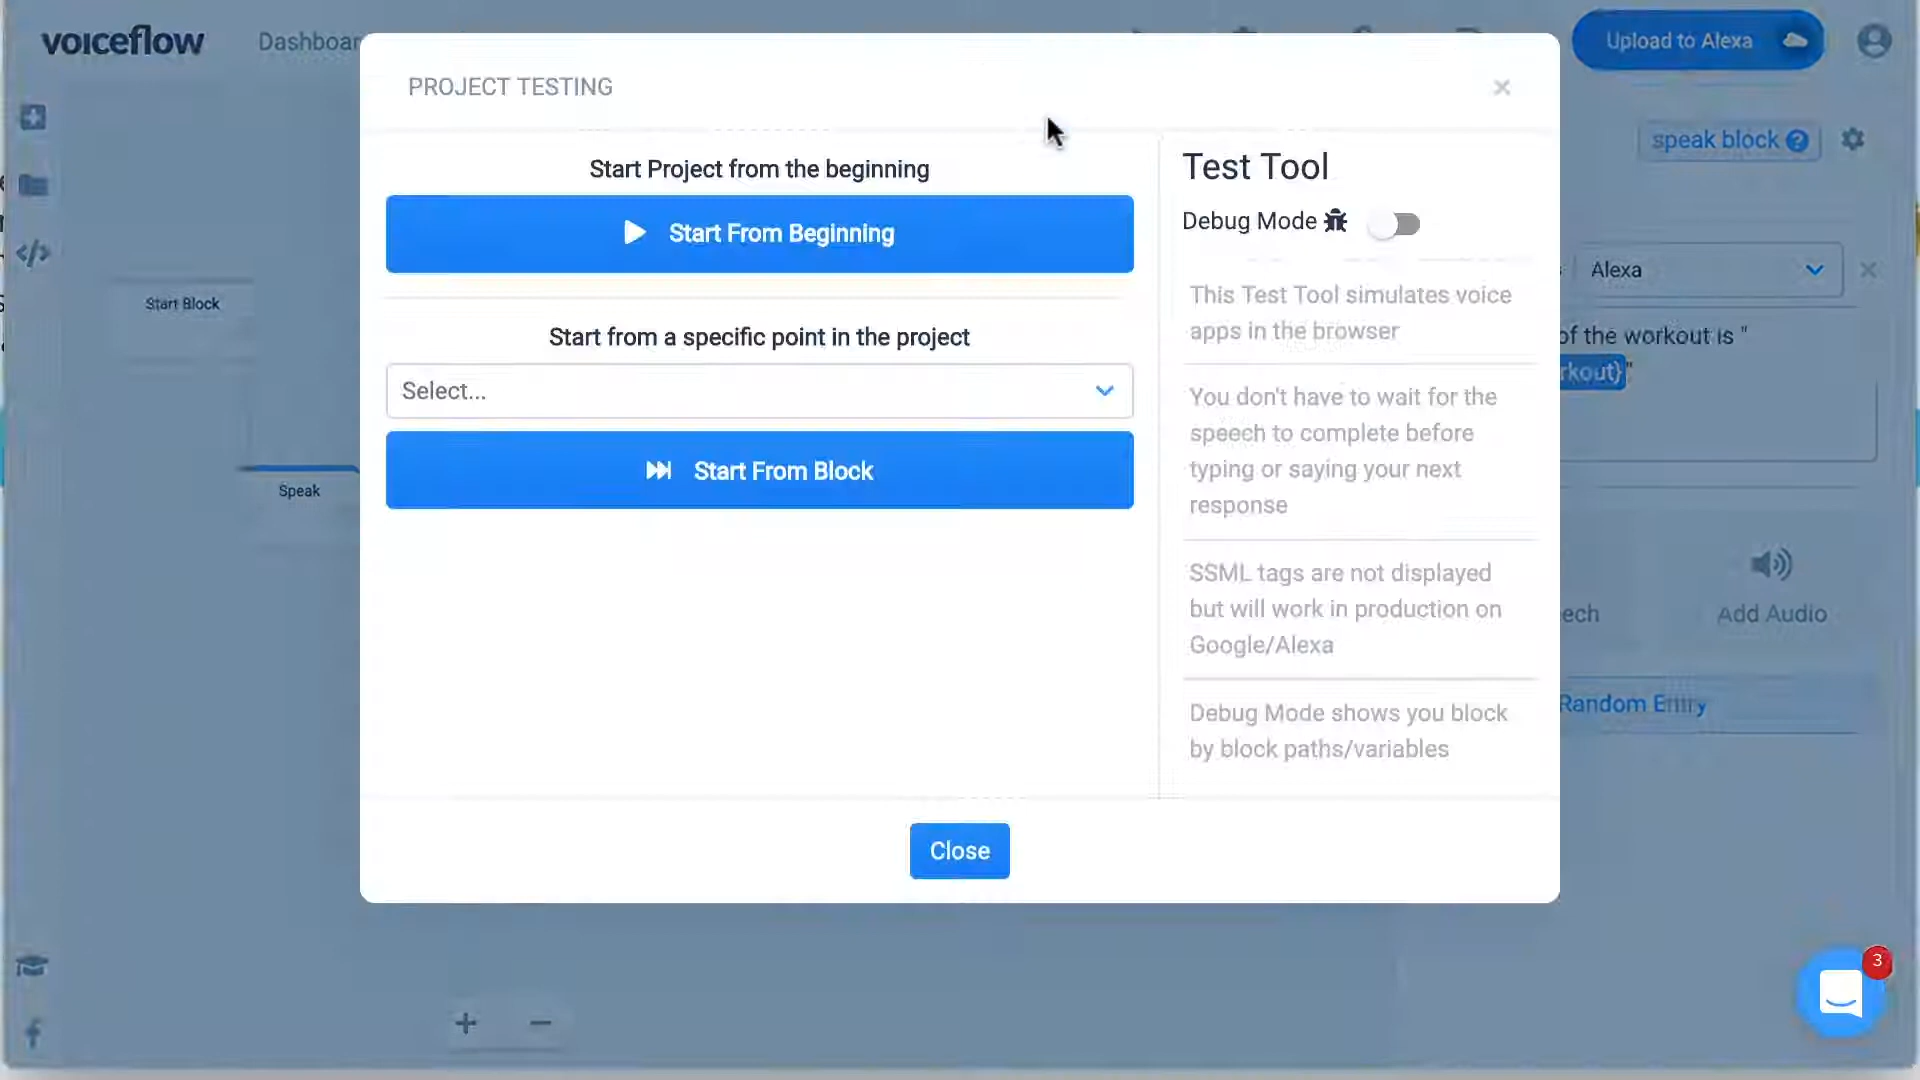 voiceflow
Upload to Alexa
PROJECT TESTING
×
Start Project from the beginning
Start From Beginning
Start from a specific point in the project
Select...
Start From Block
Test Tool
Debug Mode
This Test Tool simulates voice
apps in the browser
You don't have to wait for the
speech to complete before
typing or saying your next
response
SSML tags are not displayed
but will work in production on
Google/Alexa
Debug Mode shows you block
by block paths/variables
Close
Start Block
Speak
speak block
Alexa
of the workout is "
Add Audio
Random Entry
3